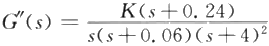 G″(s) = K(s + 0.24) / s(s + 0.06)(s + 4)²